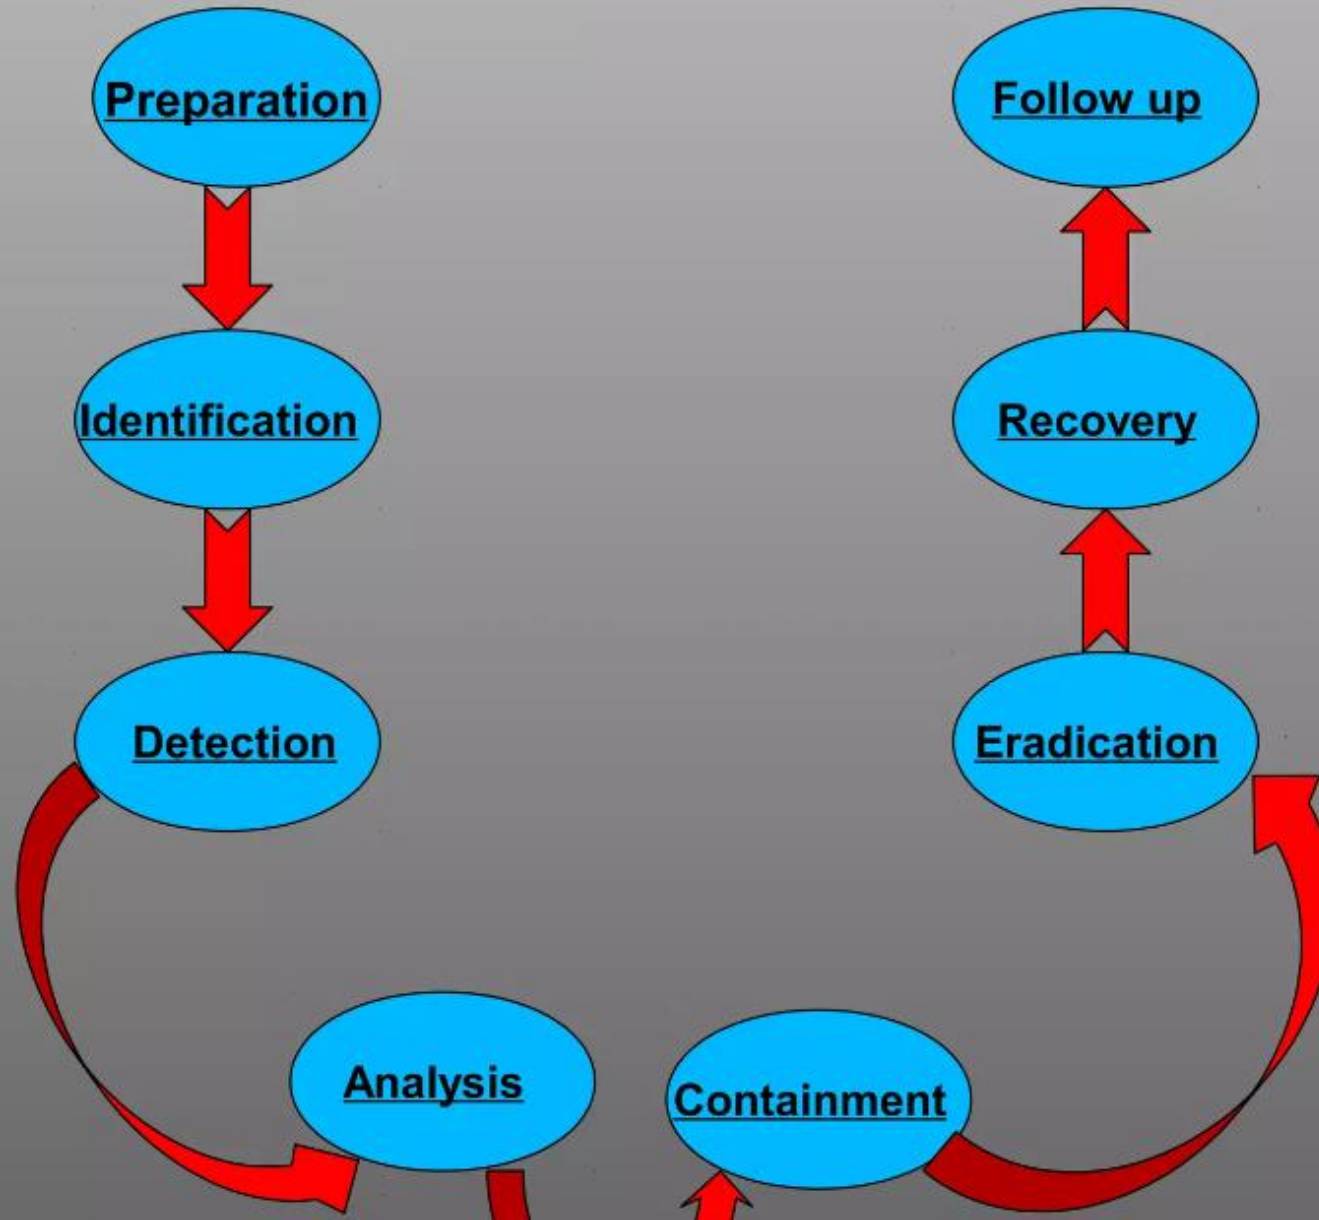 Preparation
Identification
Detection
Analysis
Containment
Eradication
Recovery
Follow up